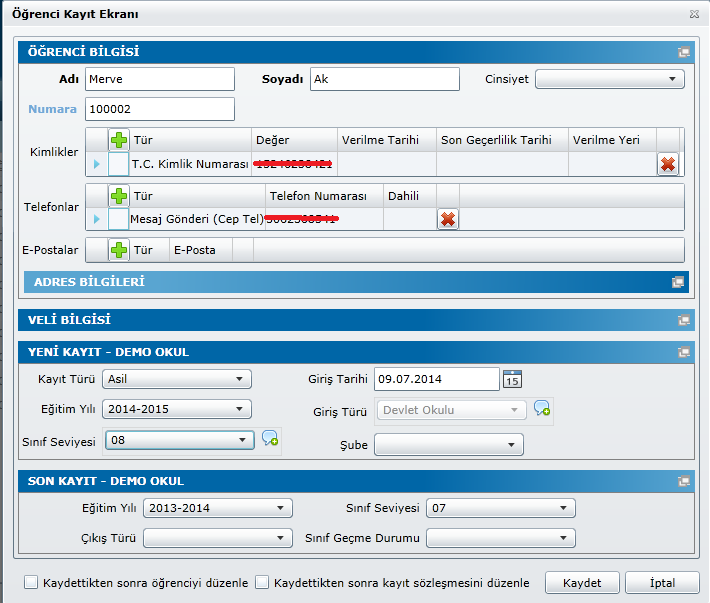 Öğrenci Kayıt Ekranı
ÖĞRENCİ BİLGİSİ
Adı Merve Soyadı Ak Cinsiyet
Numara 100002
Kimlikler Tür Değer Verilme Tarihi Son Geçerlilik Tarihi Verilme Yeri
T.C. Kimlik Numarası
Telefonlar Tür Telefon Numarası Dahili
Mesaj Gönderi (Cep Tel)
E-Postalar Tür E-Posta
ADRES BİLGİLERİ
VELİ BİLGİSİ
YENİ KAYIT - DEMO OKUL
Kayıt Türü Asil Giriş Tarihi 09.07.2014 15
Eğitim Yılı 2014-2015 Giriş Türü Devlet Okulu
Sınıf Seviyesi 08 Şube
SON KAYIT - DEMO OKUL
Eğitim Yılı 2013-2014 Sınıf Seviyesi 07
Çıkış Türü Sınıf Geçme Durumu
Kaydettikten sonra öğrenciyi düzenle Kaydettikten sonra kayıt sözleşmesini düzenle Kaydet İptal